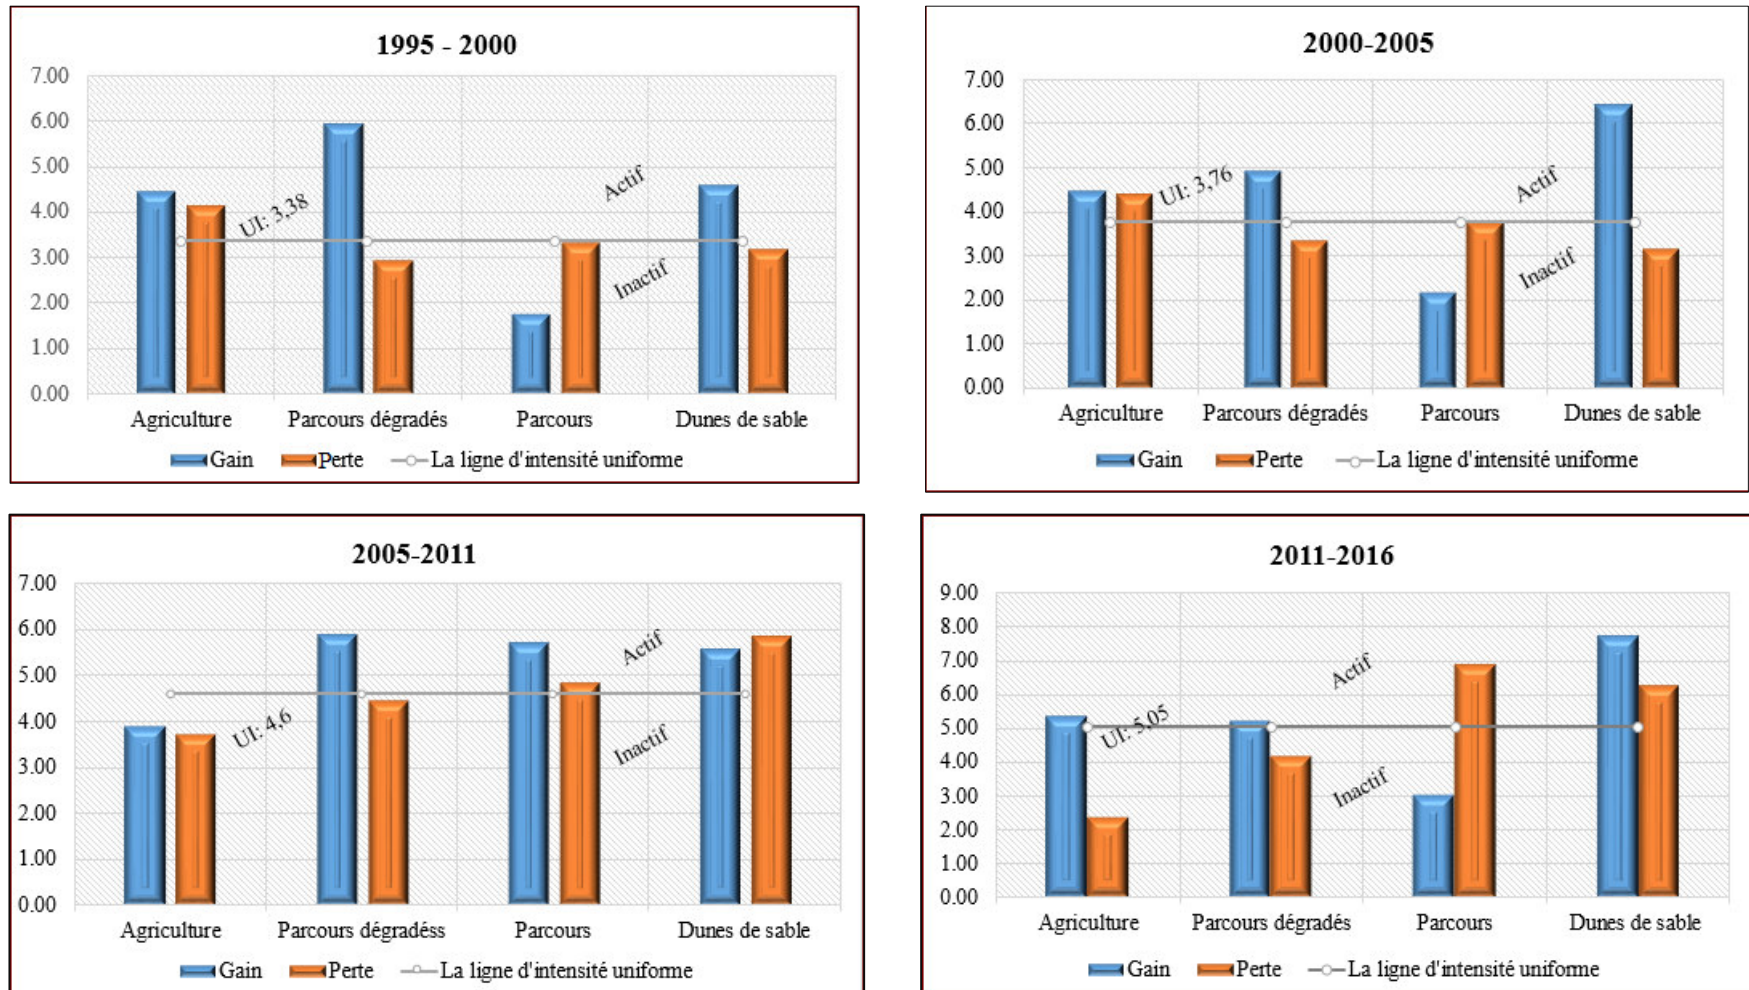 1995 - 2000
7.00
6.00
5.00
4.00
3.00
2.00
1.00
0.00
UI: 3,38
Actif
Inactif
Agriculture Parcours dégradés Parcours Dunes de sable
Gain Perte La ligne d'intensité uniforme
2000-2005
7.00
6.00
5.00
4.00
3.00
2.00
1.00
0.00
UI: 3,76
Actif
Inactif
Agriculture Parcours dégradés Parcours Dunes de sable
Gain Perte La ligne d'intensité uniforme
2005-2011
7.00
6.00
5.00
4.00
3.00
2.00
1.00
0.00
UI: 4,6
Actif
Inactif
Agriculture Parcours dégradéss Parcours Dunes de sable
Gain Perte La ligne d'intensité uniforme
2011-2016
9.00
8.00
7.00
6.00
5.00
4.00
3.00
2.00
1.00
0.00
UI: 5,05
Actif
Inactif
Agriculture Parcours dégradés Parcours Dunes de sable
Gain Perte La ligne d'intensité uniforme